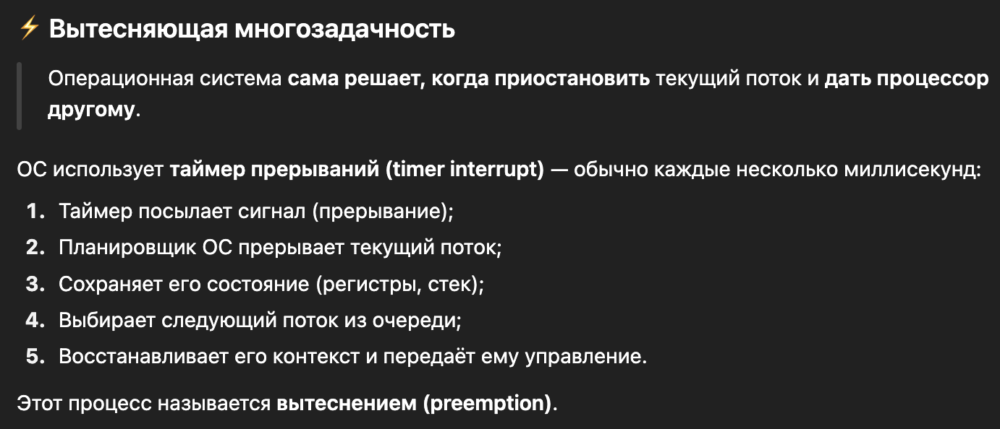 ⚡ Вытесняющая многозадачность
Операционная система сама решает, когда приостановить текущий поток и дать процессор
другому.
ОС использует таймер прерываний (timer interrupt) — обычно каждые несколько миллисекунд:
1. Таймер посылает сигнал (прерывание);
2. Планировщик ОС прерывает текущий поток;
3. Сохраняет его состояние (регистры, стек);
4. Выбирает следующий поток из очереди;
5. Восстанавливает его контекст и передаёт ему управление.
Этот процесс называется вытеснением (preemption).